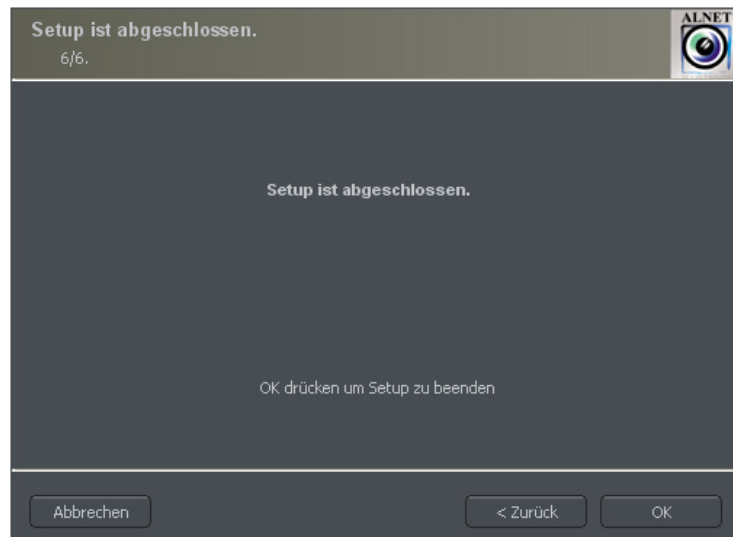 Setup ist abgeschlossen.
6/6.
ALNET
Setup ist abgeschlossen.
OK drücken um Setup zu beenden
Abbrechen
< Zurück
OK